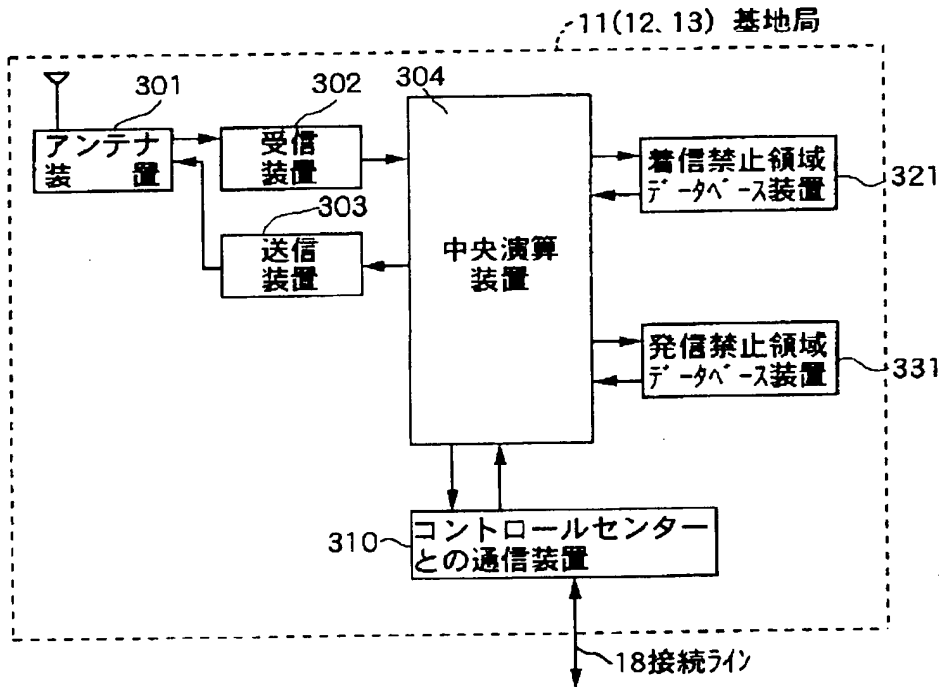 11(12、13) 基地局
301
302
304
アンテナ
装　置
受信
装置
303
送信
装置
中央演算
装置
着信禁止領域
データベース装置
321
発信禁止領域
データベース装置
331
310
コントロールセンター
との通信装置
18接続ライン